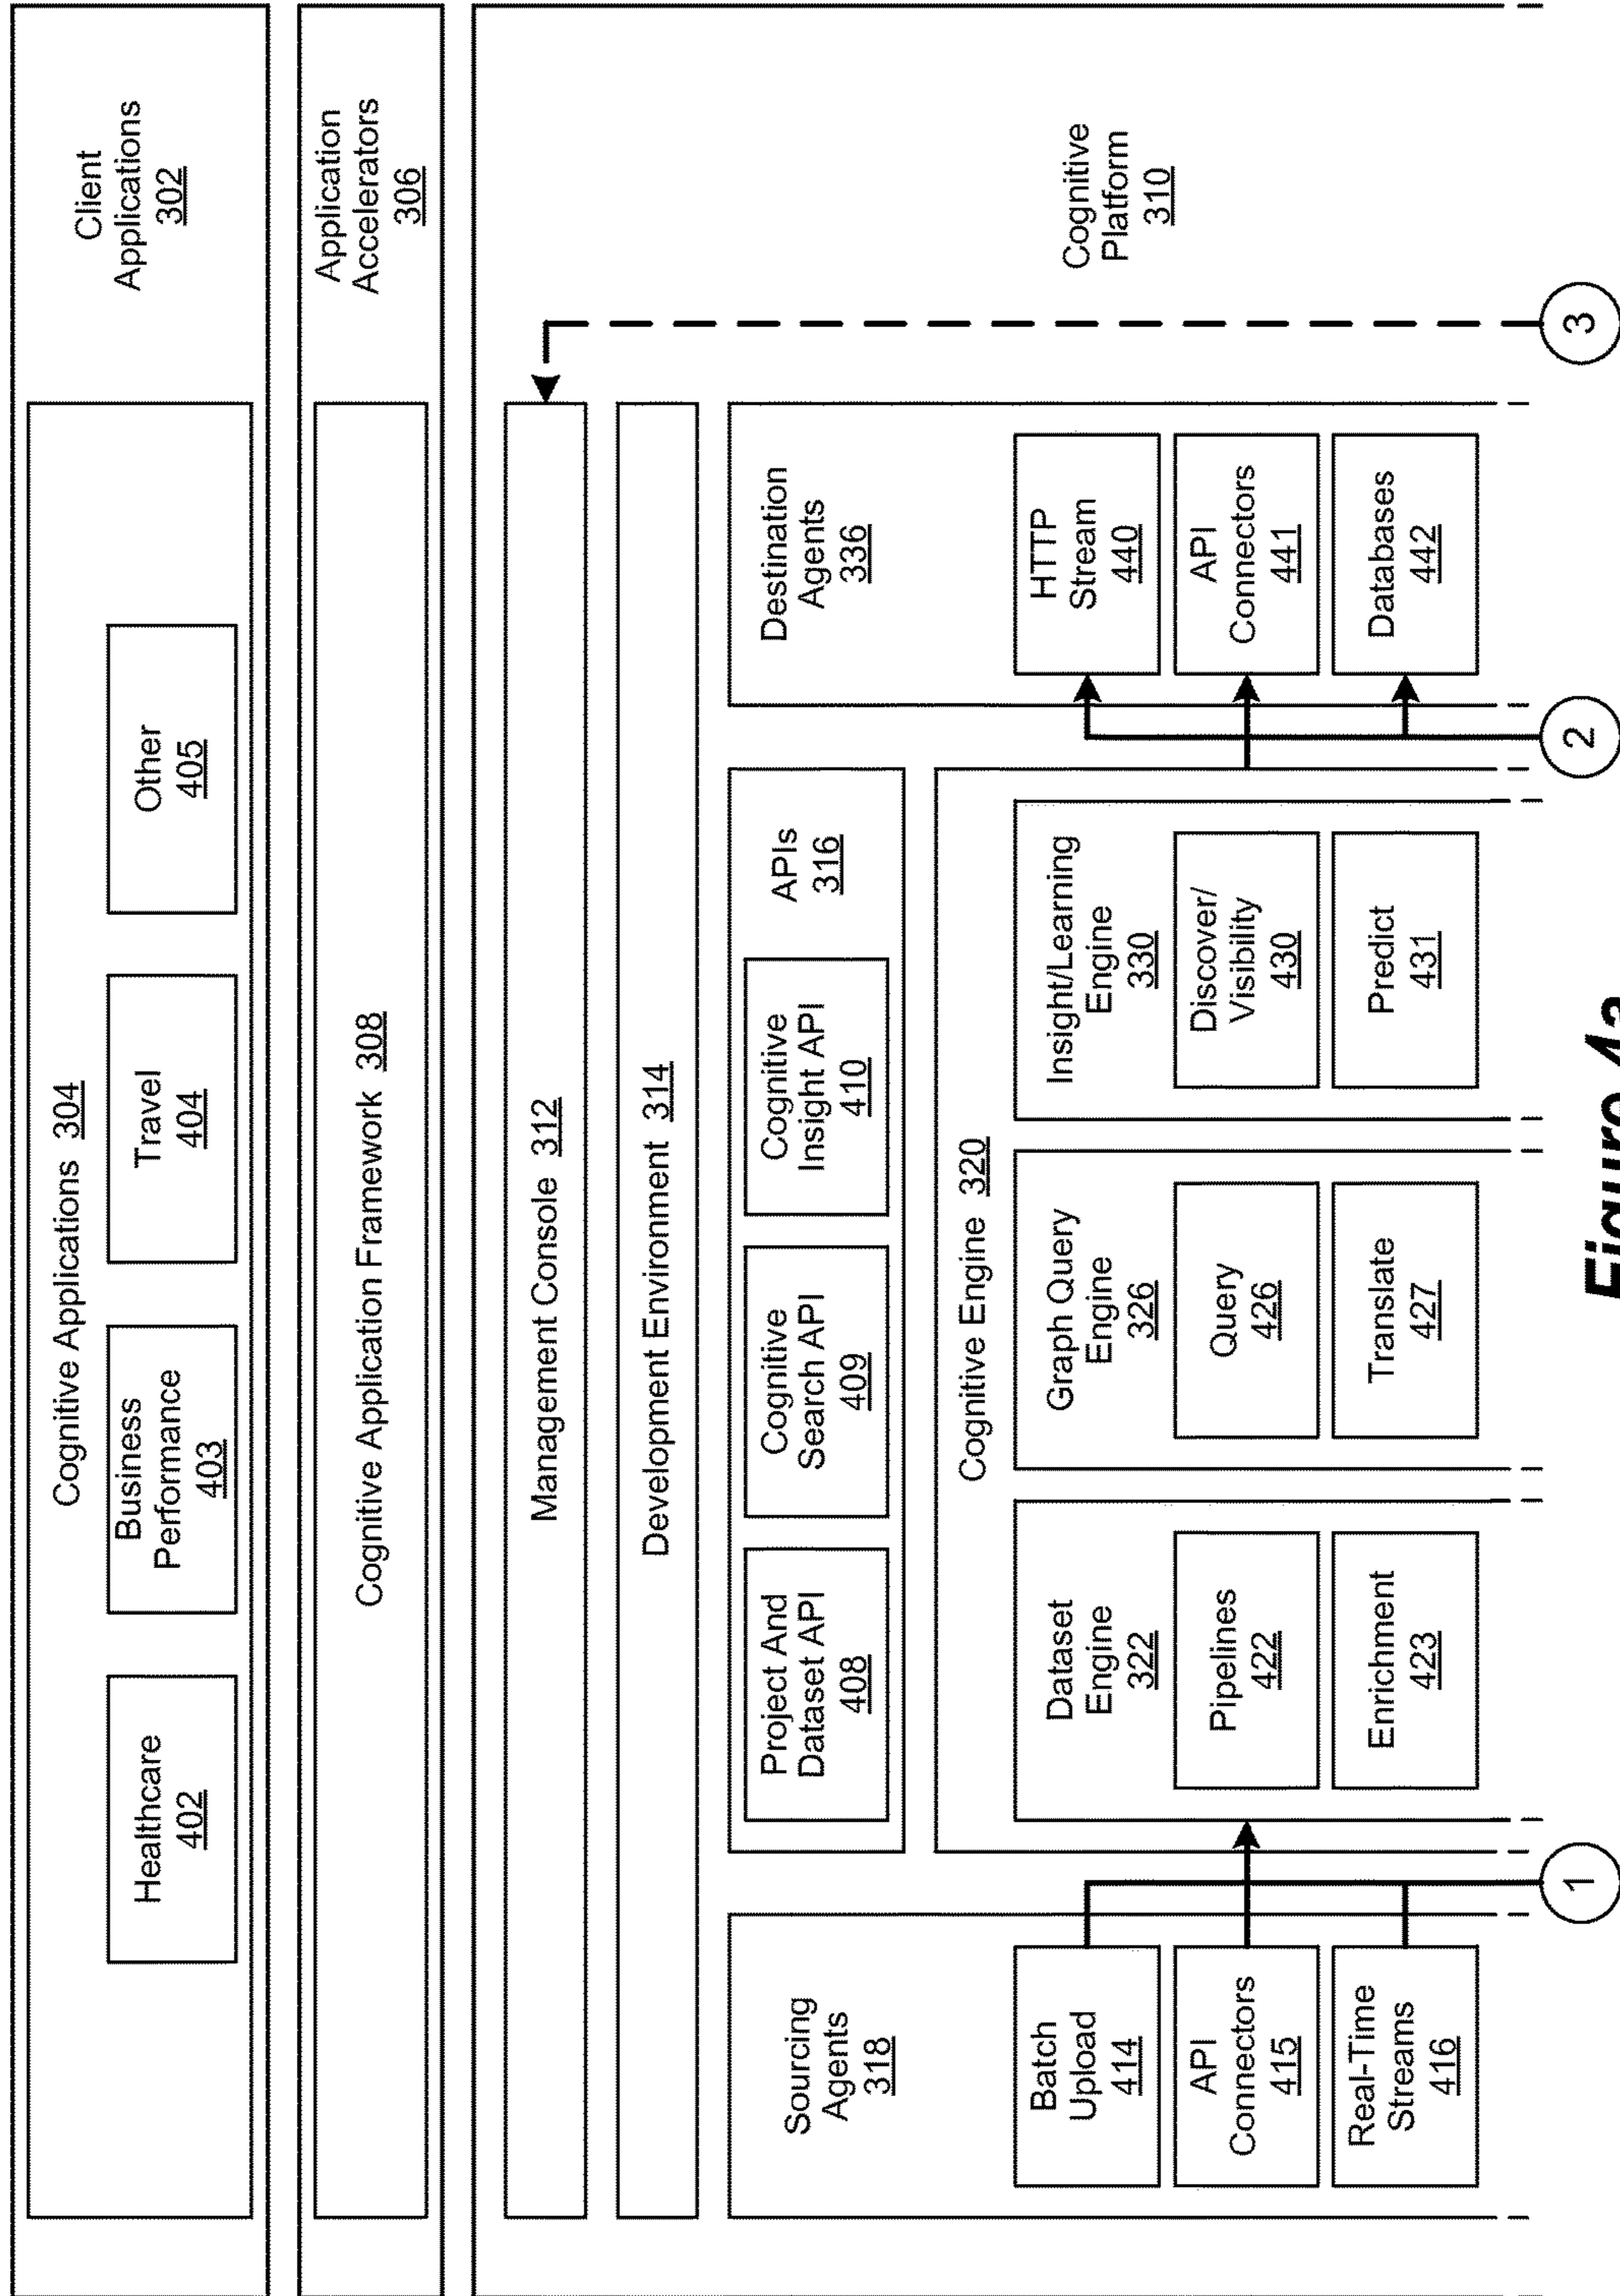 Cognitive Applications 304
Client
Applications
302
Healthcare
402
Business
Performance
403
Travel
404
Other
405
Cognitive Application Framework 308
Application
Accelerators
306
Management Console 312
Development Environment 314
Sourcing
Agents
318
Batch
Upload
414
API
Connectors
415
Real-Time
Streams
416
Project And
Dataset API
408
Cognitive
Search API
409
Cognitive
Insight API
410
APIs
316
Cognitive Engine 320
Dataset
Engine
322
Pipelines
422
Enrichment
423
Graph Query
Engine
326
Query
426
Translate
427
Insight/Learning
Engine
330
Discover/
Visibility
430
Predict
431
Destination
Agents
336
HTTP
Stream
440
API
Connectors
441
Databases
442
Cognitive
Platform
310
1
2
3
Figure 4a